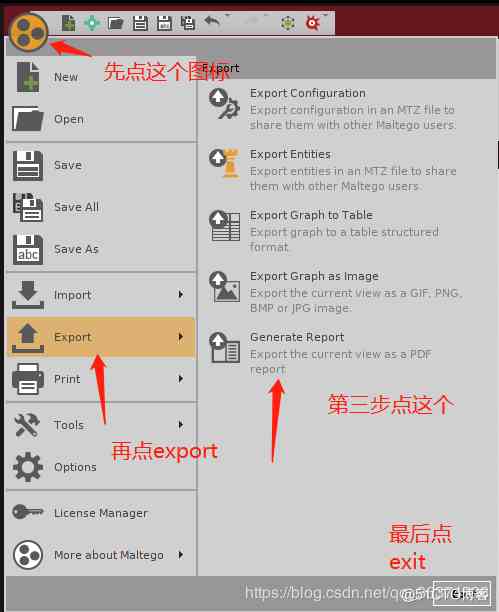 先点这个图标
New
Open
Save
Save All
abc
Save As
Import
Export
Print
Tools
Options
License Manager
More about Maltego
再点export
Export
Export Configuration
Export configuration in an MTZ file to
share them with other Maltego users.
Export Entities
Export entities in an MTZ file to share
them with other Maltego users.
Export Graph to Table
Export graph to a table structured
format.
Export Graph as Image
Export the current view as a GIF, PNG,
BMP or JPG image.
Generate Report
Export the current view as a PDF
report
第三步点这个
最后点
exit
https://blog.csdn.net/
@51CTO博客